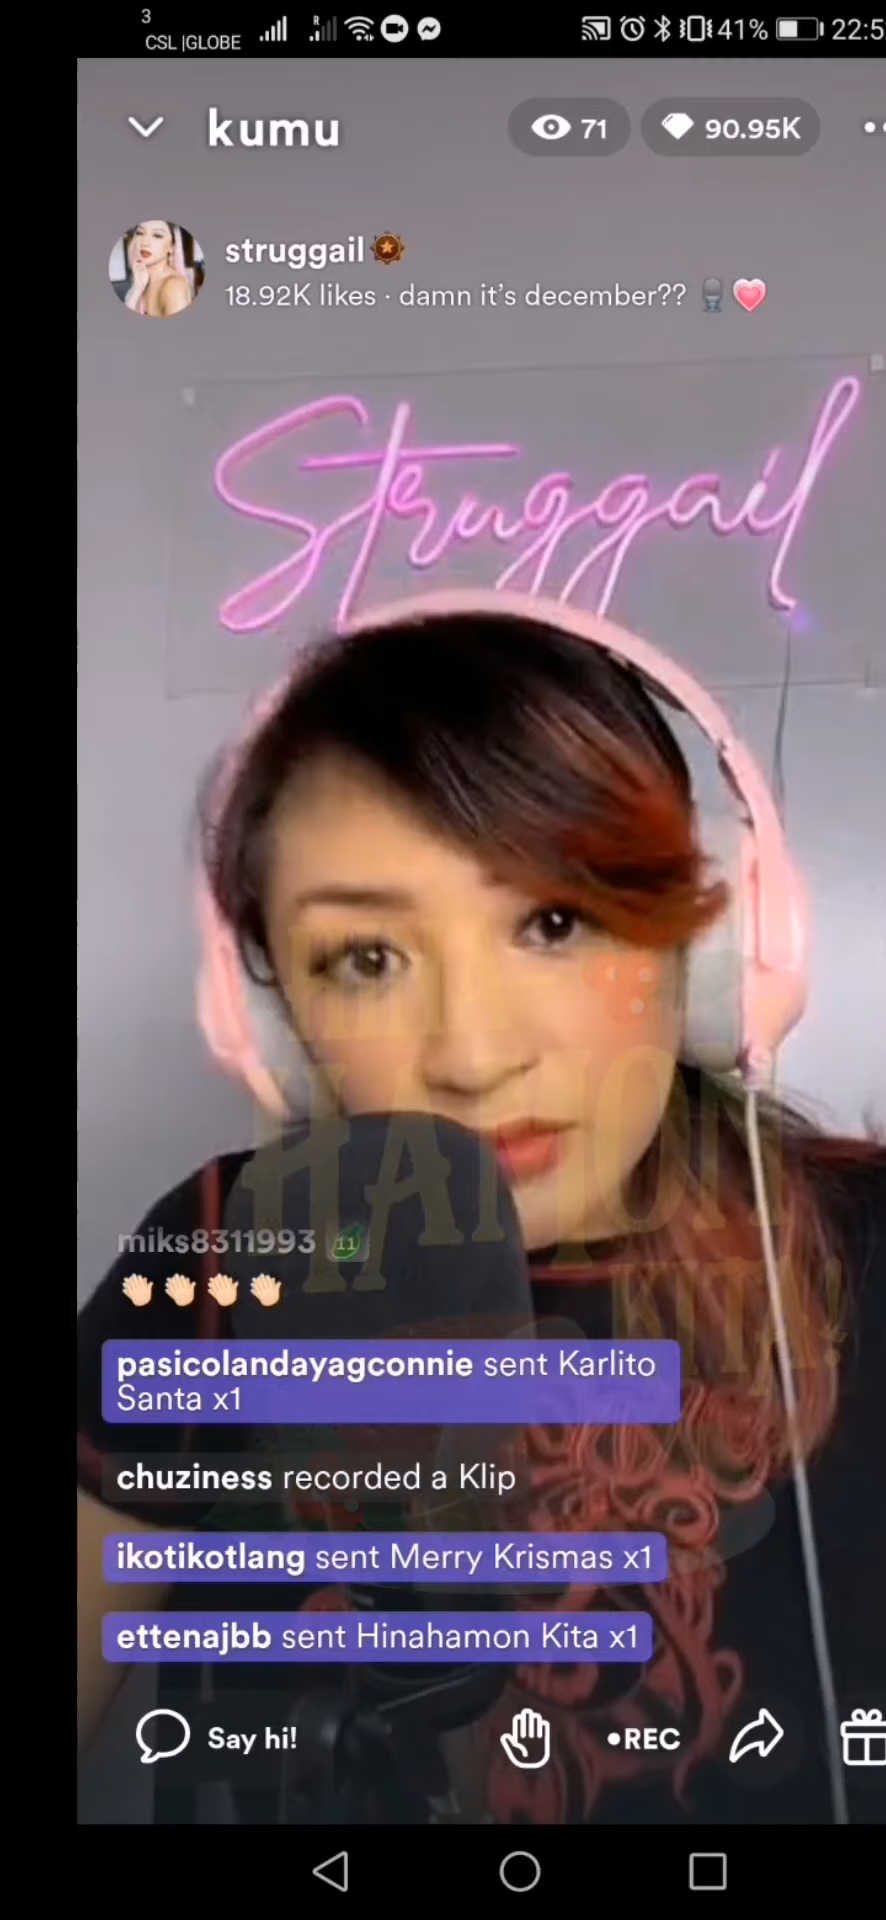 3
CSL |GLOBE
R
41%
22:5
kumu
71
90.95K
struggail
18.92K likes · damn it's december??
Struggail
HAMON
KITA!
miks8311993 11
pasicolandayagconnie sent Karlito
Santa x1
chuziness recorded a Klip
ikotikotlang sent Merry Krismas x1
ettenajbb sent Hinahamon Kita x1
Say hi!
•REC